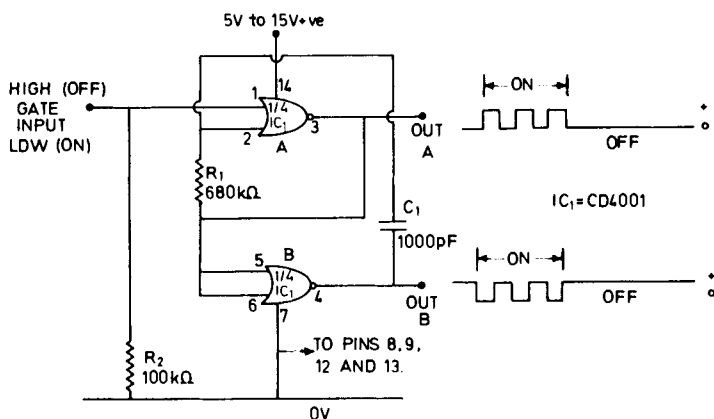 5V to 15V+ve
14
HIGH (OFF)
GATE
INPUT
LDW (ON)
1
1/4
IC1
2
A
3
OUT
A
ON
OFF
+
o
R1
680kΩ
C1
1000pF
IC1=CD4001
5
B
1/4
IC1
6
7
4
OUT
B
ON
OFF
+
o
R2
100kΩ
TO PINS 8,9,
12 AND 13.
0V